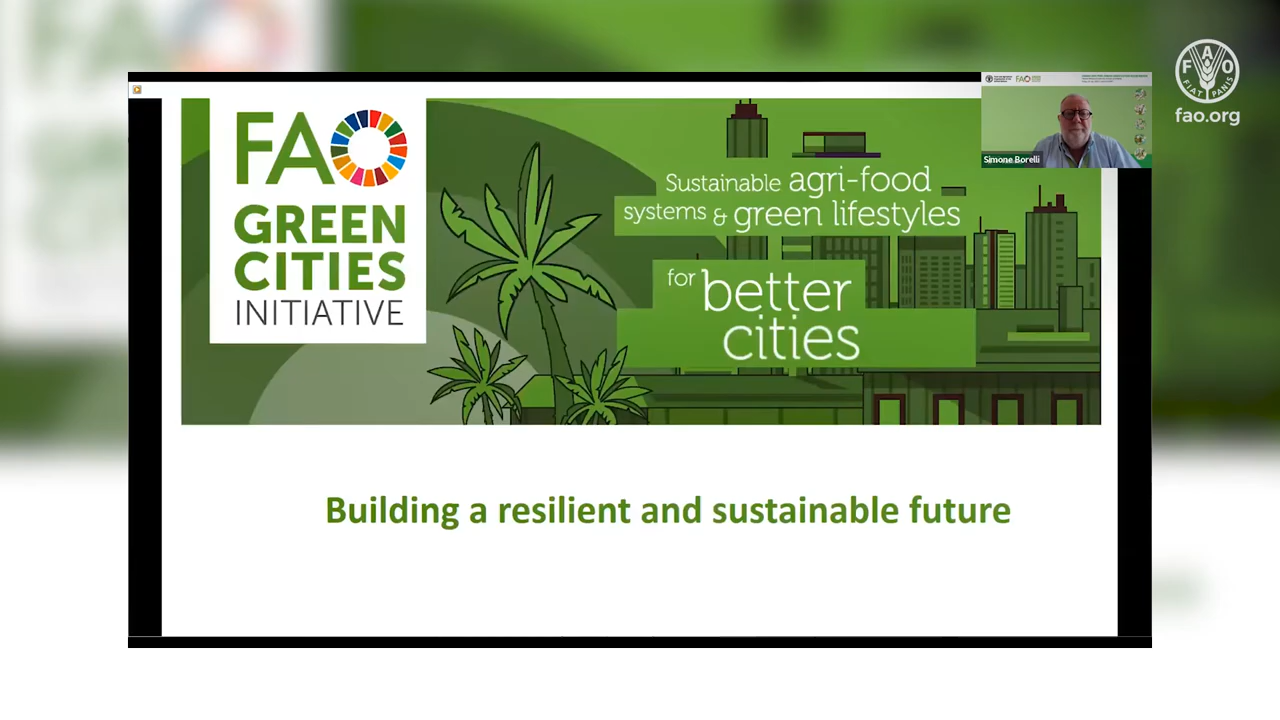 FAO
GREEN
CITIES
INITIATIVE
Sustainable agri-food
systems & green lifestyles
for better
cities
Building a resilient and sustainable future
Simone Borelli
FAO
FIAT PANIS
fao.org